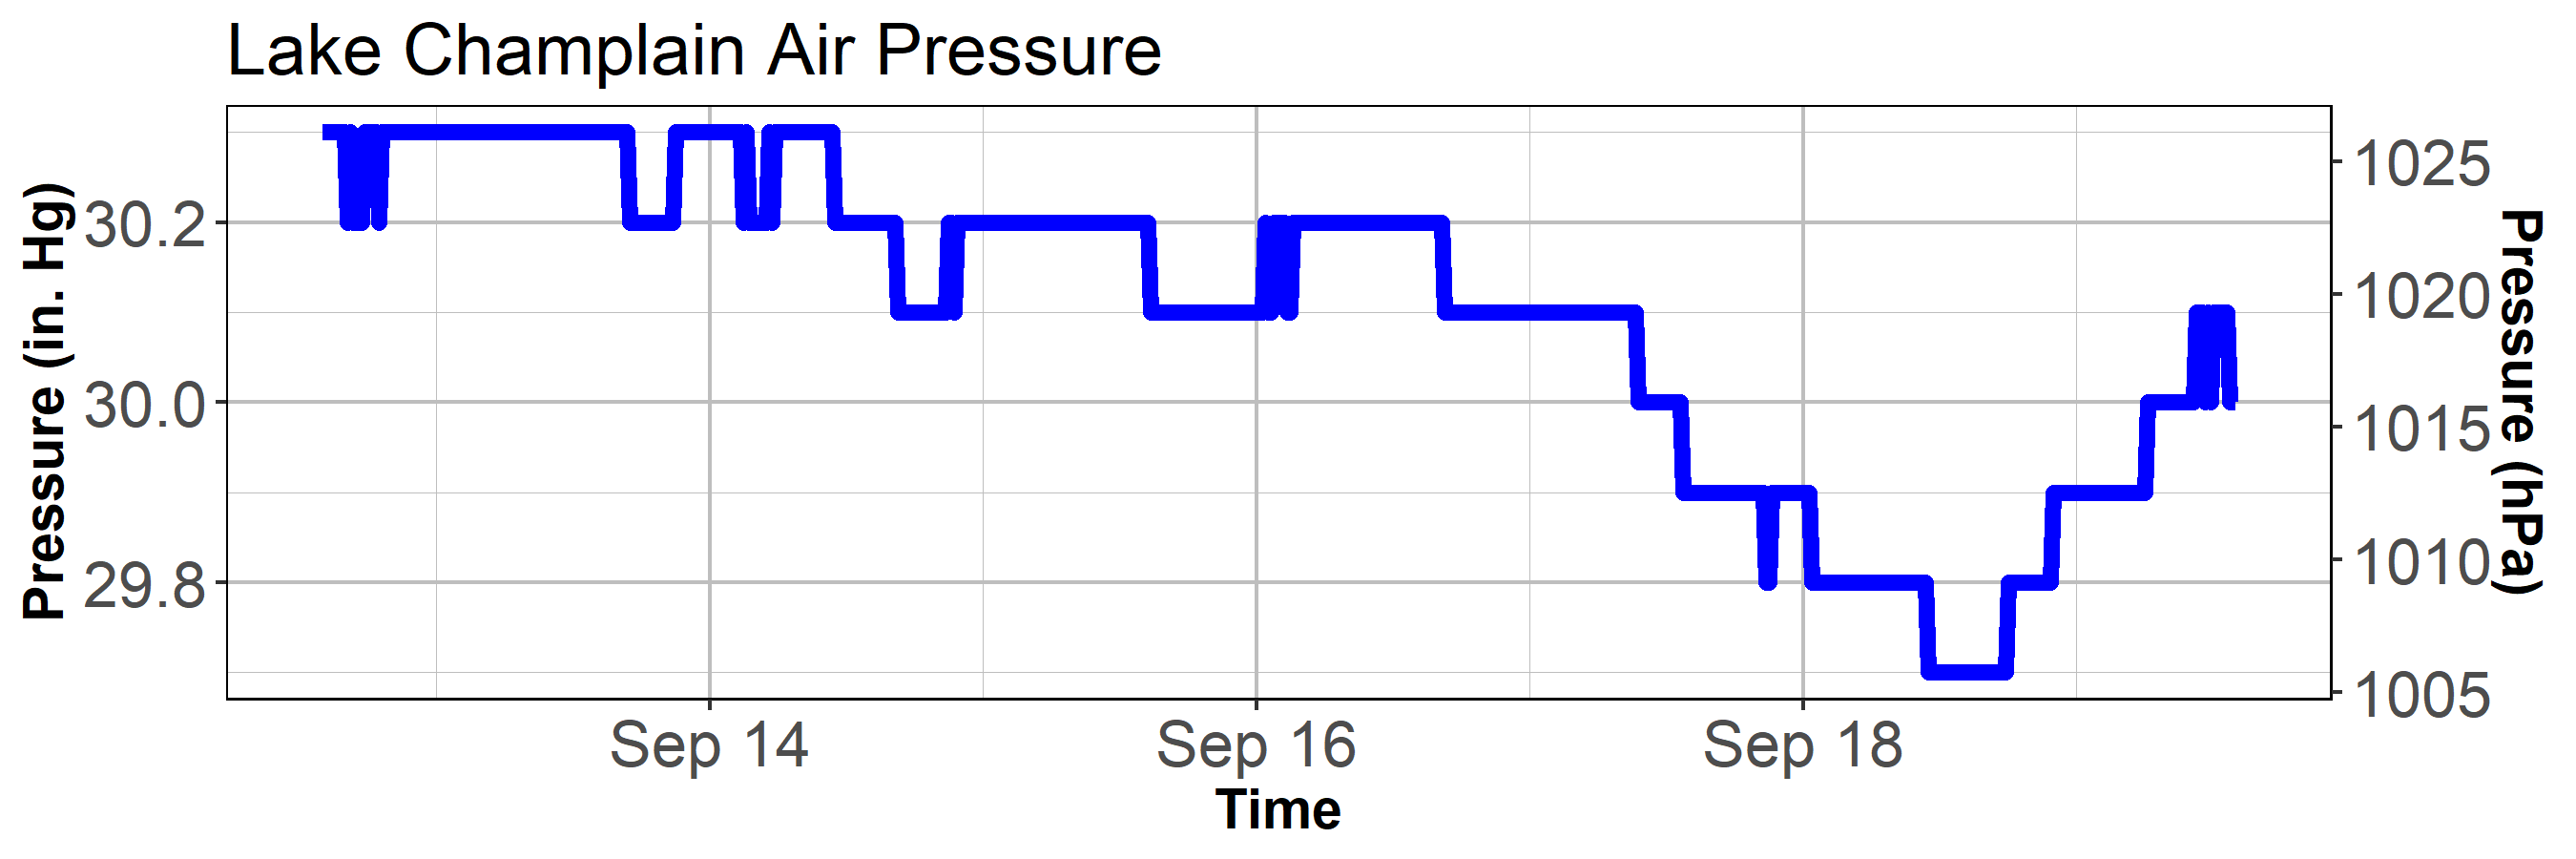 Lake Champlain Air Pressure
Pressure (in. Hg)
30.2
30.0
29.8
1025
1020
1015
1010
1005
Pressure (hPa)
Sep 14
Sep 16
Sep 18
Time